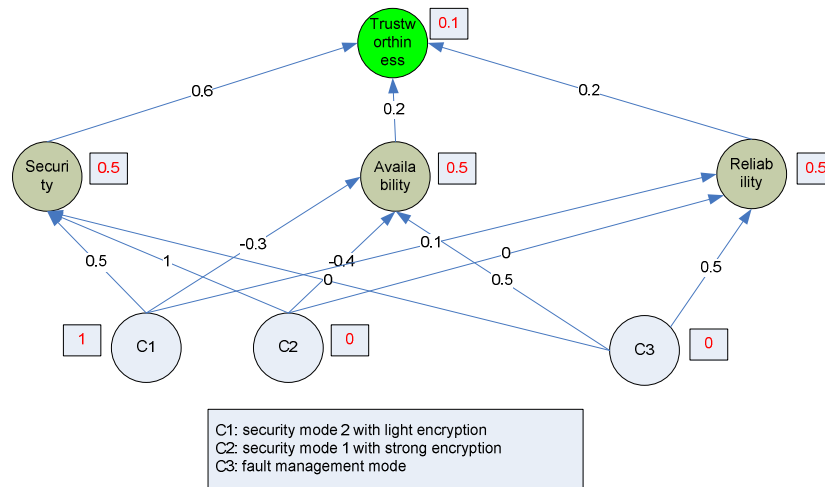 Trustw
orthin
ess
0.1
0.6
0.2
0.2
Securi
ty
0.5
Availa
bility
0.5
Reliab
ility
0.5
-0.3
0.1
0
0.5
1
-0.4
0
0.5
0.5
1
C1
C2
0
C3
0
C1: security mode 2 with light encryption
C2: security mode 1 with strong encryption
C3: fault management mode